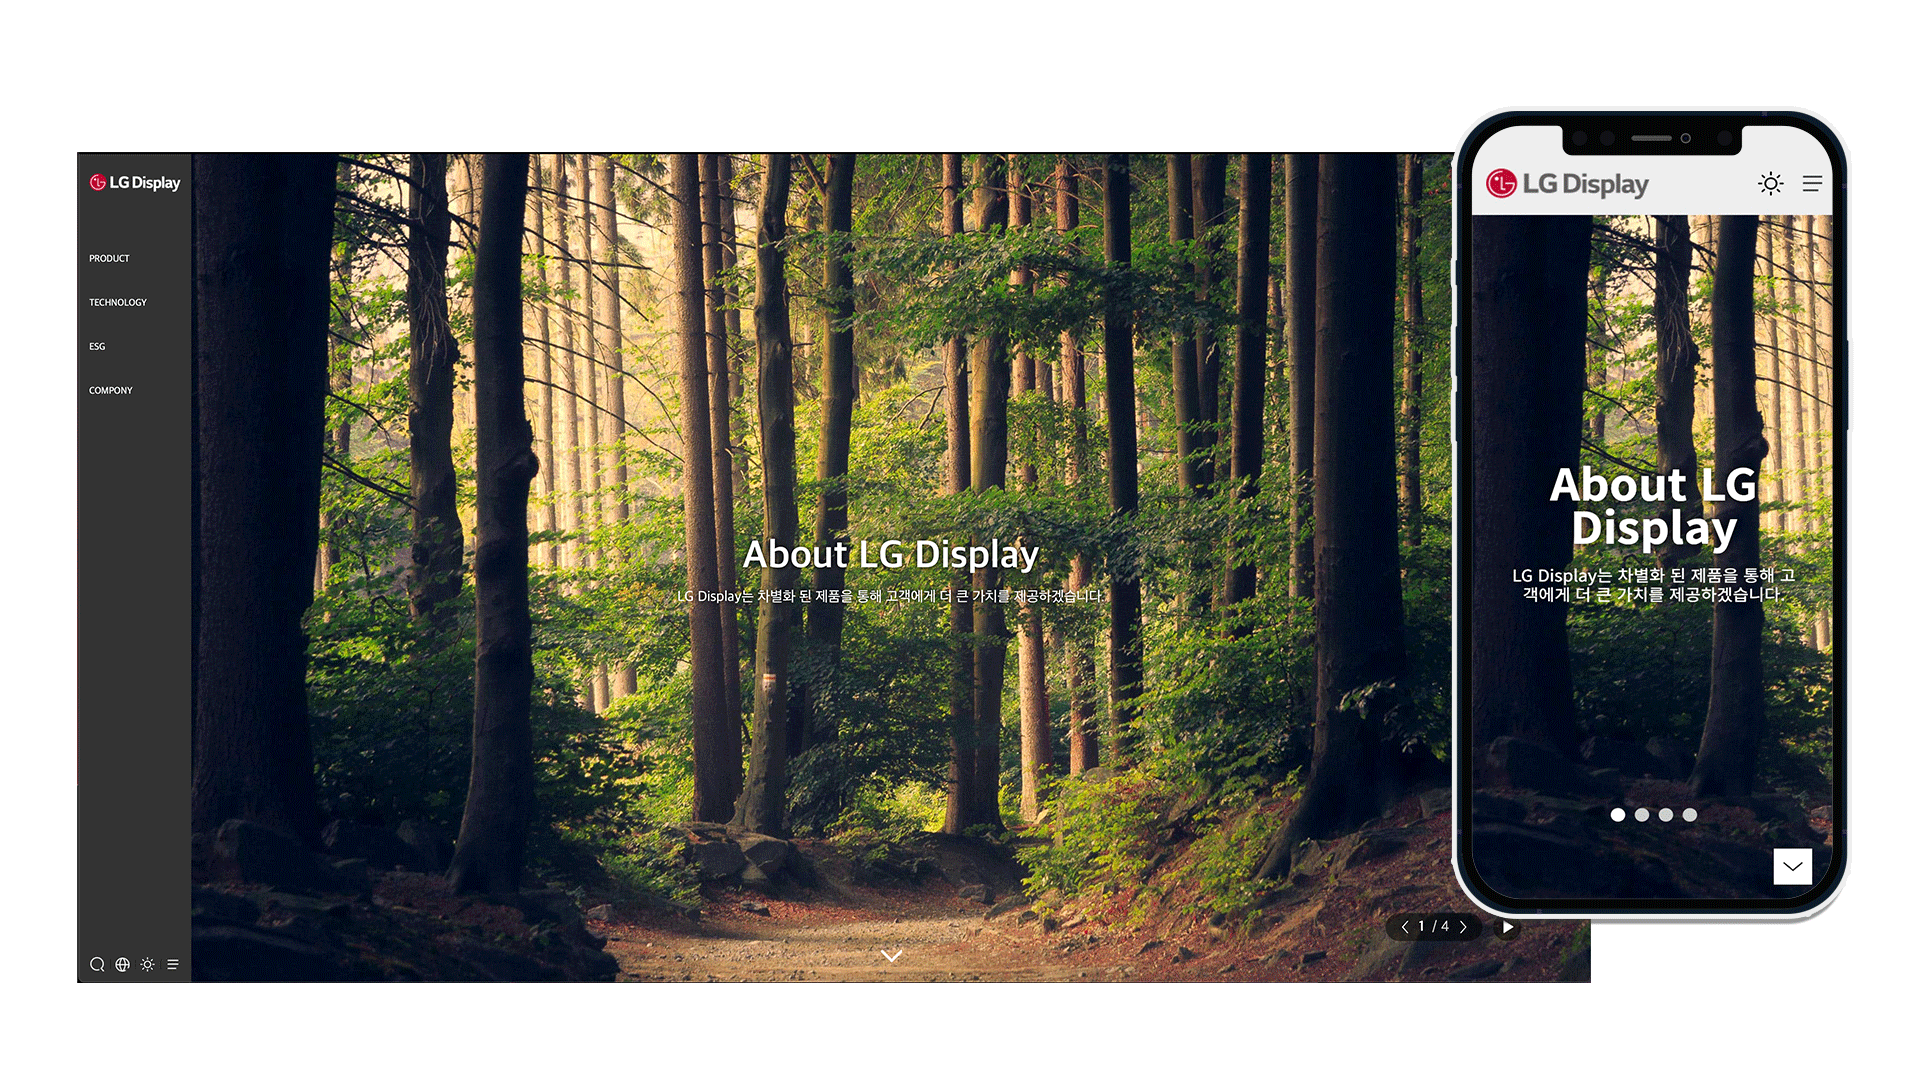 LG Display
PRODUCT
TECHNOLOGY
ESG
COMPONY
About LG Display
LG Display는 차별화 된 제품을 통해 고객에게 더 큰 가치를 제공하겠습니다.
1 / 4
LG Display
About LG
Display
LG Display는 차별화 된 제품을 통해 고
객에게 더 큰 가치를 제공하겠습니다.